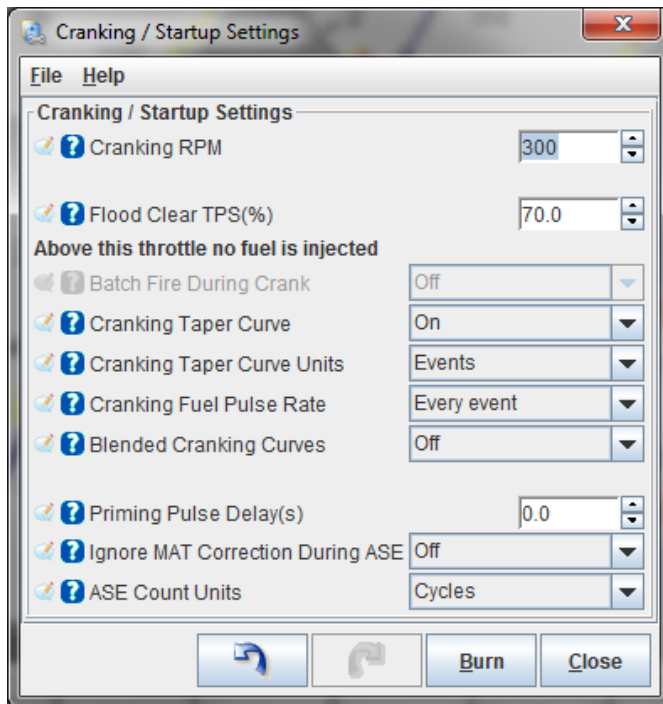 Cranking / Startup Settings
File Help
Cranking / Startup Settings
Cranking RPM 300
Flood Clear TPS(%) 70.0
Above this throttle no fuel is injected
Batch Fire During Crank Off
Cranking Taper Curve On
Cranking Taper Curve Units Events
Cranking Fuel Pulse Rate Every event
Blended Cranking Curves Off
Priming Pulse Delay(s) 0.0
Ignore MAT Correction During ASE Off
ASE Count Units Cycles
Burn Close